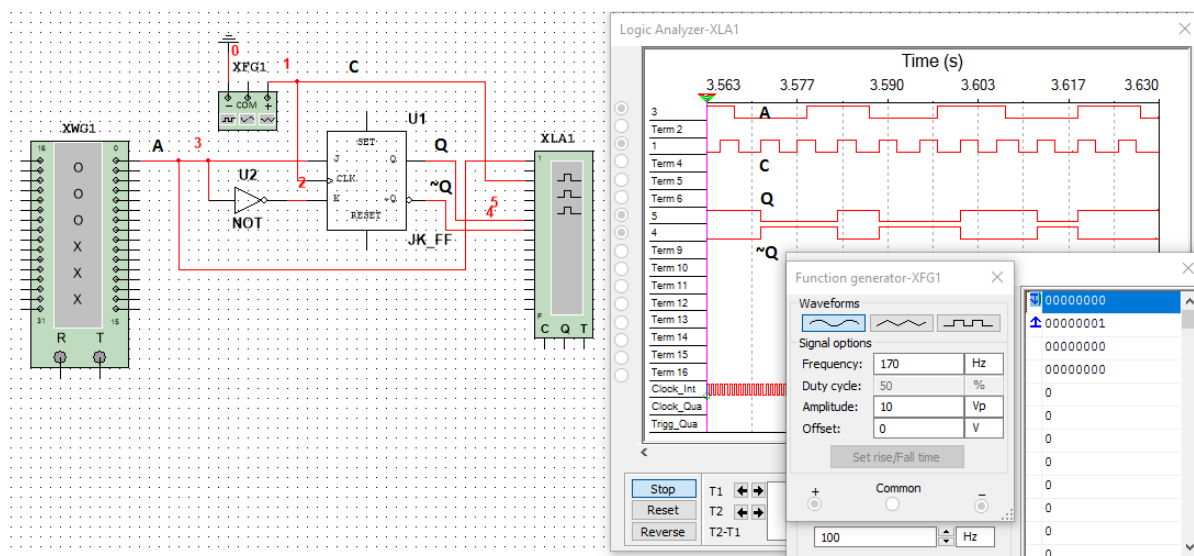 0
XFG1
1
C
COM
XWG1
A
3
16
0
O
O
O
X
X
X
31
15
R
T
U2
NOT
2
U1
SET
J
Q
CLK
K
~Q
RESET
JK_FF
Q
~Q
5
4
XLA1
1
F
C Q T
Logic Analyzer-XLA1
Time (s)
3.563 3.577 3.590 3.603 3.617 3.630
3
A
Term 2
1
Term 4
C
Term 5
Term 6
Q
5
4
Term 9
~Q
Term 10
Term 11
Term 12
Term 13
Term 14
Term 15
Term 16
Clock_Int
Clock_Qua
Trigg_Qua
Stop
Reset
Reverse
T1
T2
T2-T1
Function generator-XFG1
Waveforms
Signal options
Frequency: 170 Hz
Duty cycle: 50 %
Amplitude: 10 Vp
Offset: 0 V
Set rise/Fall time
+ Common −
100 Hz
00000000
00000001
00000000
00000000
0
0
0
0
0
0
0
0